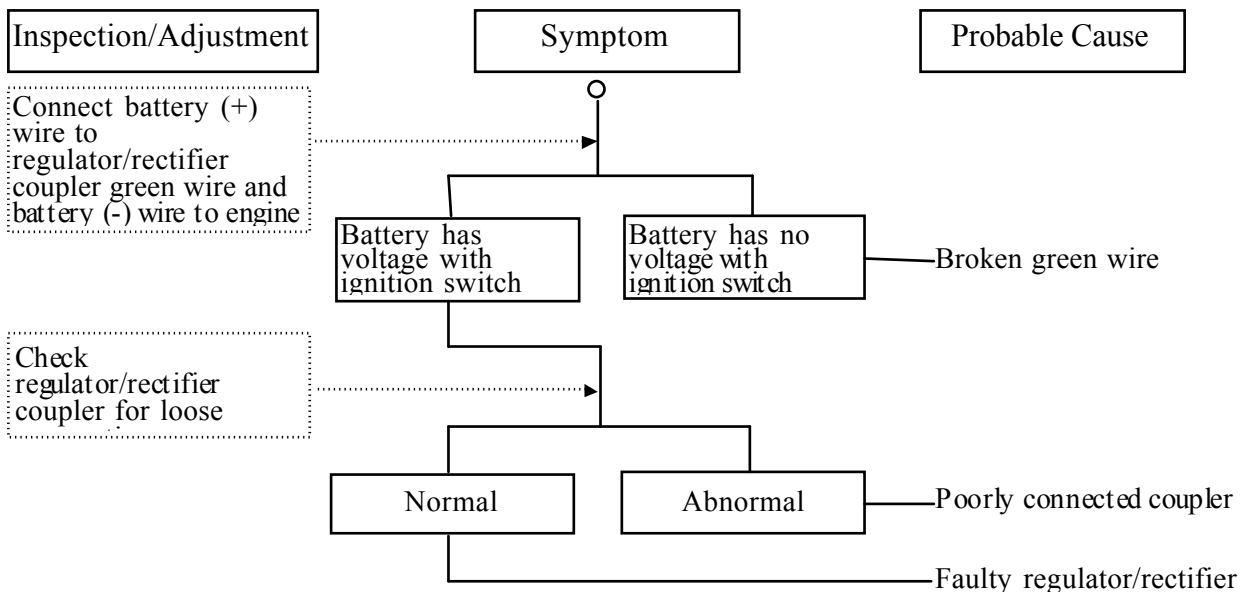 Inspection/Adjustment
Symptom
Probable Cause
Connect battery (+)
wire to
regulator/rectifier
coupler green wire and
battery (-) wire to engine
Battery has
voltage with
ignition switch
Battery has no
voltage with
ignition switch
Broken green wire
Check
regulator/rectifier
coupler for loose
Normal
Abnormal
Poorly connected coupler
Faulty regulator/rectifier